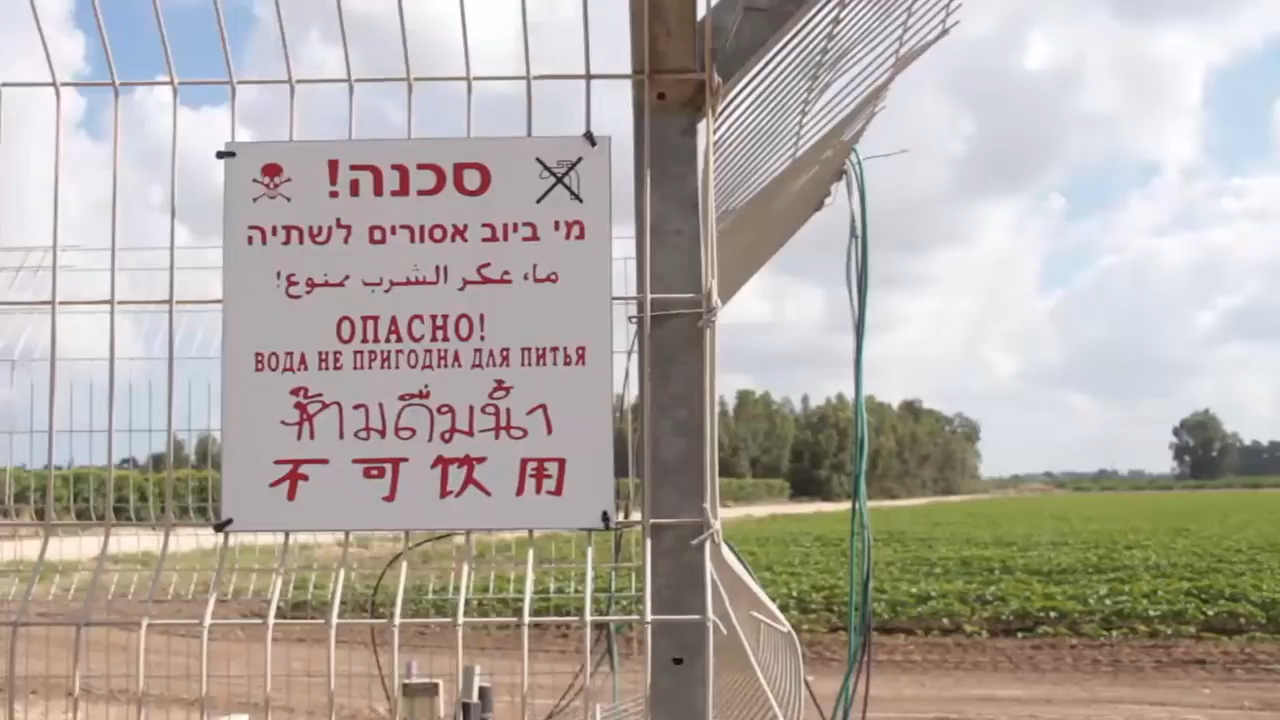 סכנה!
מי ביוב אסורים לשתיה
ماء عكر الشرب ممنوع!
ОПАСНО!
ВОДА НЕ ПРИГОДНА ДЛЯ ПИТЬЯ
ห้ามดื่มน้ำ
不可饮用